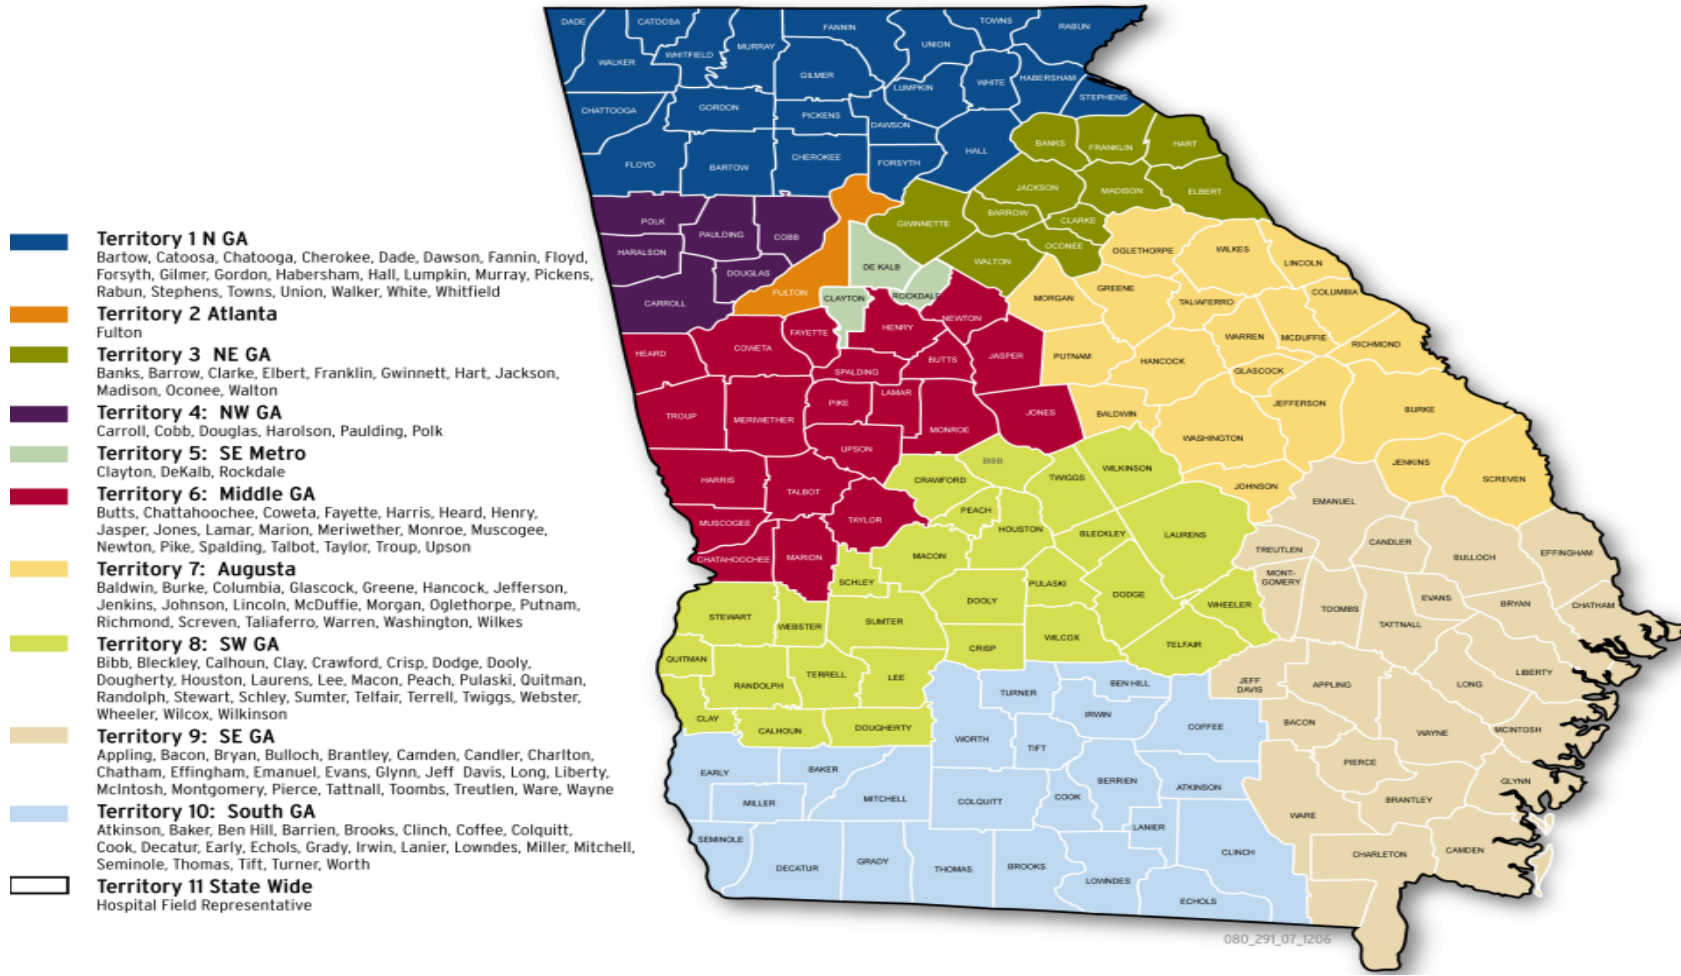 Territory 1 N GA
Bartow, Catoosa, Chatooga, Cherokee, Dade, Dawson, Fannin, Floyd,
Forsyth, Gilmer, Gordon, Habersham, Hall, Lumpkin, Murray, Pickens,
Rabun, Stephens, Towns, Union, Walker, White, Whitfield
Territory 2 Atlanta
Fulton
Territory 3 NE GA
Banks, Barrow, Clarke, Elbert, Franklin, Gwinnett, Hart, Jackson,
Madison, Oconee, Walton
Territory 4: NW GA
Carroll, Cobb, Douglas, Harolson, Paulding, Polk
Territory 5: SE Metro
Clayton, DeKalb, Rockdale
Territory 6: Middle GA
Butts, Chattahoochee, Coweta, Fayette, Harris, Heard, Henry,
Jasper, Jones, Lamar, Marion, Meriwether, Monroe, Muscogee,
Newton, Pike, Spalding, Talbot, Taylor, Troup, Upson
Territory 7: Augusta
Baldwin, Burke, Columbia, Glascock, Greene, Hancock, Jefferson,
Jenkins, Johnson, Lincoln, McDuffie, Morgan, Oglethorpe, Putnam,
Richmond, Screven, Taliaferro, Warren, Washington, Wilkes
Territory 8: SW GA
Bibb, Bleckley, Calhoun, Clay, Crawford, Crisp, Dodge, Dooly,
Dougherty, Houston, Laurens, Lee, Macon, Peach, Pulaski, Quitman,
Randolph, Stewart, Schley, Sumter, Telfair, Terrell, Twiggs, Webster,
Wheeler, Wilcox, Wilkinson
Territory 9: SE GA
Appling, Bacon, Bryan, Bulloch, Brantley, Camden, Candler, Charlton,
Chatham, Effingham, Emanuel, Evans, Glynn, Jeff Davis, Long, Liberty,
McIntosh, Montgomery, Pierce, Tattnall, Toombs, Treutlen, Ware, Wayne
Territory 10: South GA
Atkinson, Baker, Ben Hill, Barrien, Brooks, Clinch, Coffee, Colquitt,
Cook, Decatur, Early, Echols, Grady, Irwin, Lanier, Lowndes, Miller, Mitchell,
Seminole, Thomas, Tift, Turner, Worth
Territory 11 State Wide
Hospital Field Representative
DADE
CATOOSA
FANNIN
TOWNS
RABUN
WHITFIELD
MURRAY
UNION
WALKER
GILMER
WHITE
HABERSHAM
LUMPKIN
STEPHENS
CHATTOOGA
GORDON
PICKENS
DAWSON
HALL
FLOYD
BARTOW
CHEROKEE
FORSYTH
BANKS
FRANKLIN
HART
JACKSON
MADISON
ELBERT
POLK
PAULDING
COBB
GWINNETTE
BARROW
CLARKE
OCONEE
HARALSON
DOUGLAS
DE KALB
WALTON
OGLETHORPE
WILKES
LINCOLN
CARROLL
FULTON
CLAYTON
ROCKDALE
MORGAN
GREENE
TALIAFERRO
COLUMBIA
NEWTON
HENRY
FAYETTE
HEARD
COWETA
SPALDING
BUTTS
JASPER
PUTNAM
HANCOCK
WARREN
MCDUFFIE
RICHMOND
GLASCOCK
TROUP
MERIWETHER
PIKE
LAMAR
MONROE
JONES
BALDWIN
JEFFERSON
BURKE
WASHINGTON
UPSON
HARRIS
TALBOT
CRAWFORD
BIBB
TWIGGS
WILKINSON
JOHNSON
JENKINS
SCREVEN
MUSCOGEE
TAYLOR
PEACH
HOUSTON
BLECKLEY
LAURENS
EMANUEL
CHATAHOOCHEE
MARION
MACON
TREUTLEN
CANDLER
BULLOCH
EFFINGHAM
SCHLEY
PULASKI
DODGE
MONT-
GOMERY
STEWART
WEBSTER
SUMTER
DOOLY
WHEELER
TOOMBS
EVANS
BRYAN
CHATHAM
TATTNALL
QUITMAN
CRISP
WILCOX
TELFAIR
RANDOLPH
TERRELL
LEE
TURNER
BEN HILL
JEFF
DAVIS
APPLING
LONG
LIBERTY
CLAY
CALHOUN
DOUGHERTY
WORTH
TIFT
IRWIN
COFFEE
BACON
WAYNE
MCINTOSH
EARLY
BAKER
MITCHELL
MILLER
COLQUITT
COOK
BERRIEN
ATKINSON
PIERCE
GLYNN
BRANTLEY
WARE
SEMINOLE
DECATUR
GRADY
THOMAS
BROOKS
LANIER
LOWNDES
CLINCH
ECHOLS
CHARLETON
CAMDEN
080_291_07_1206